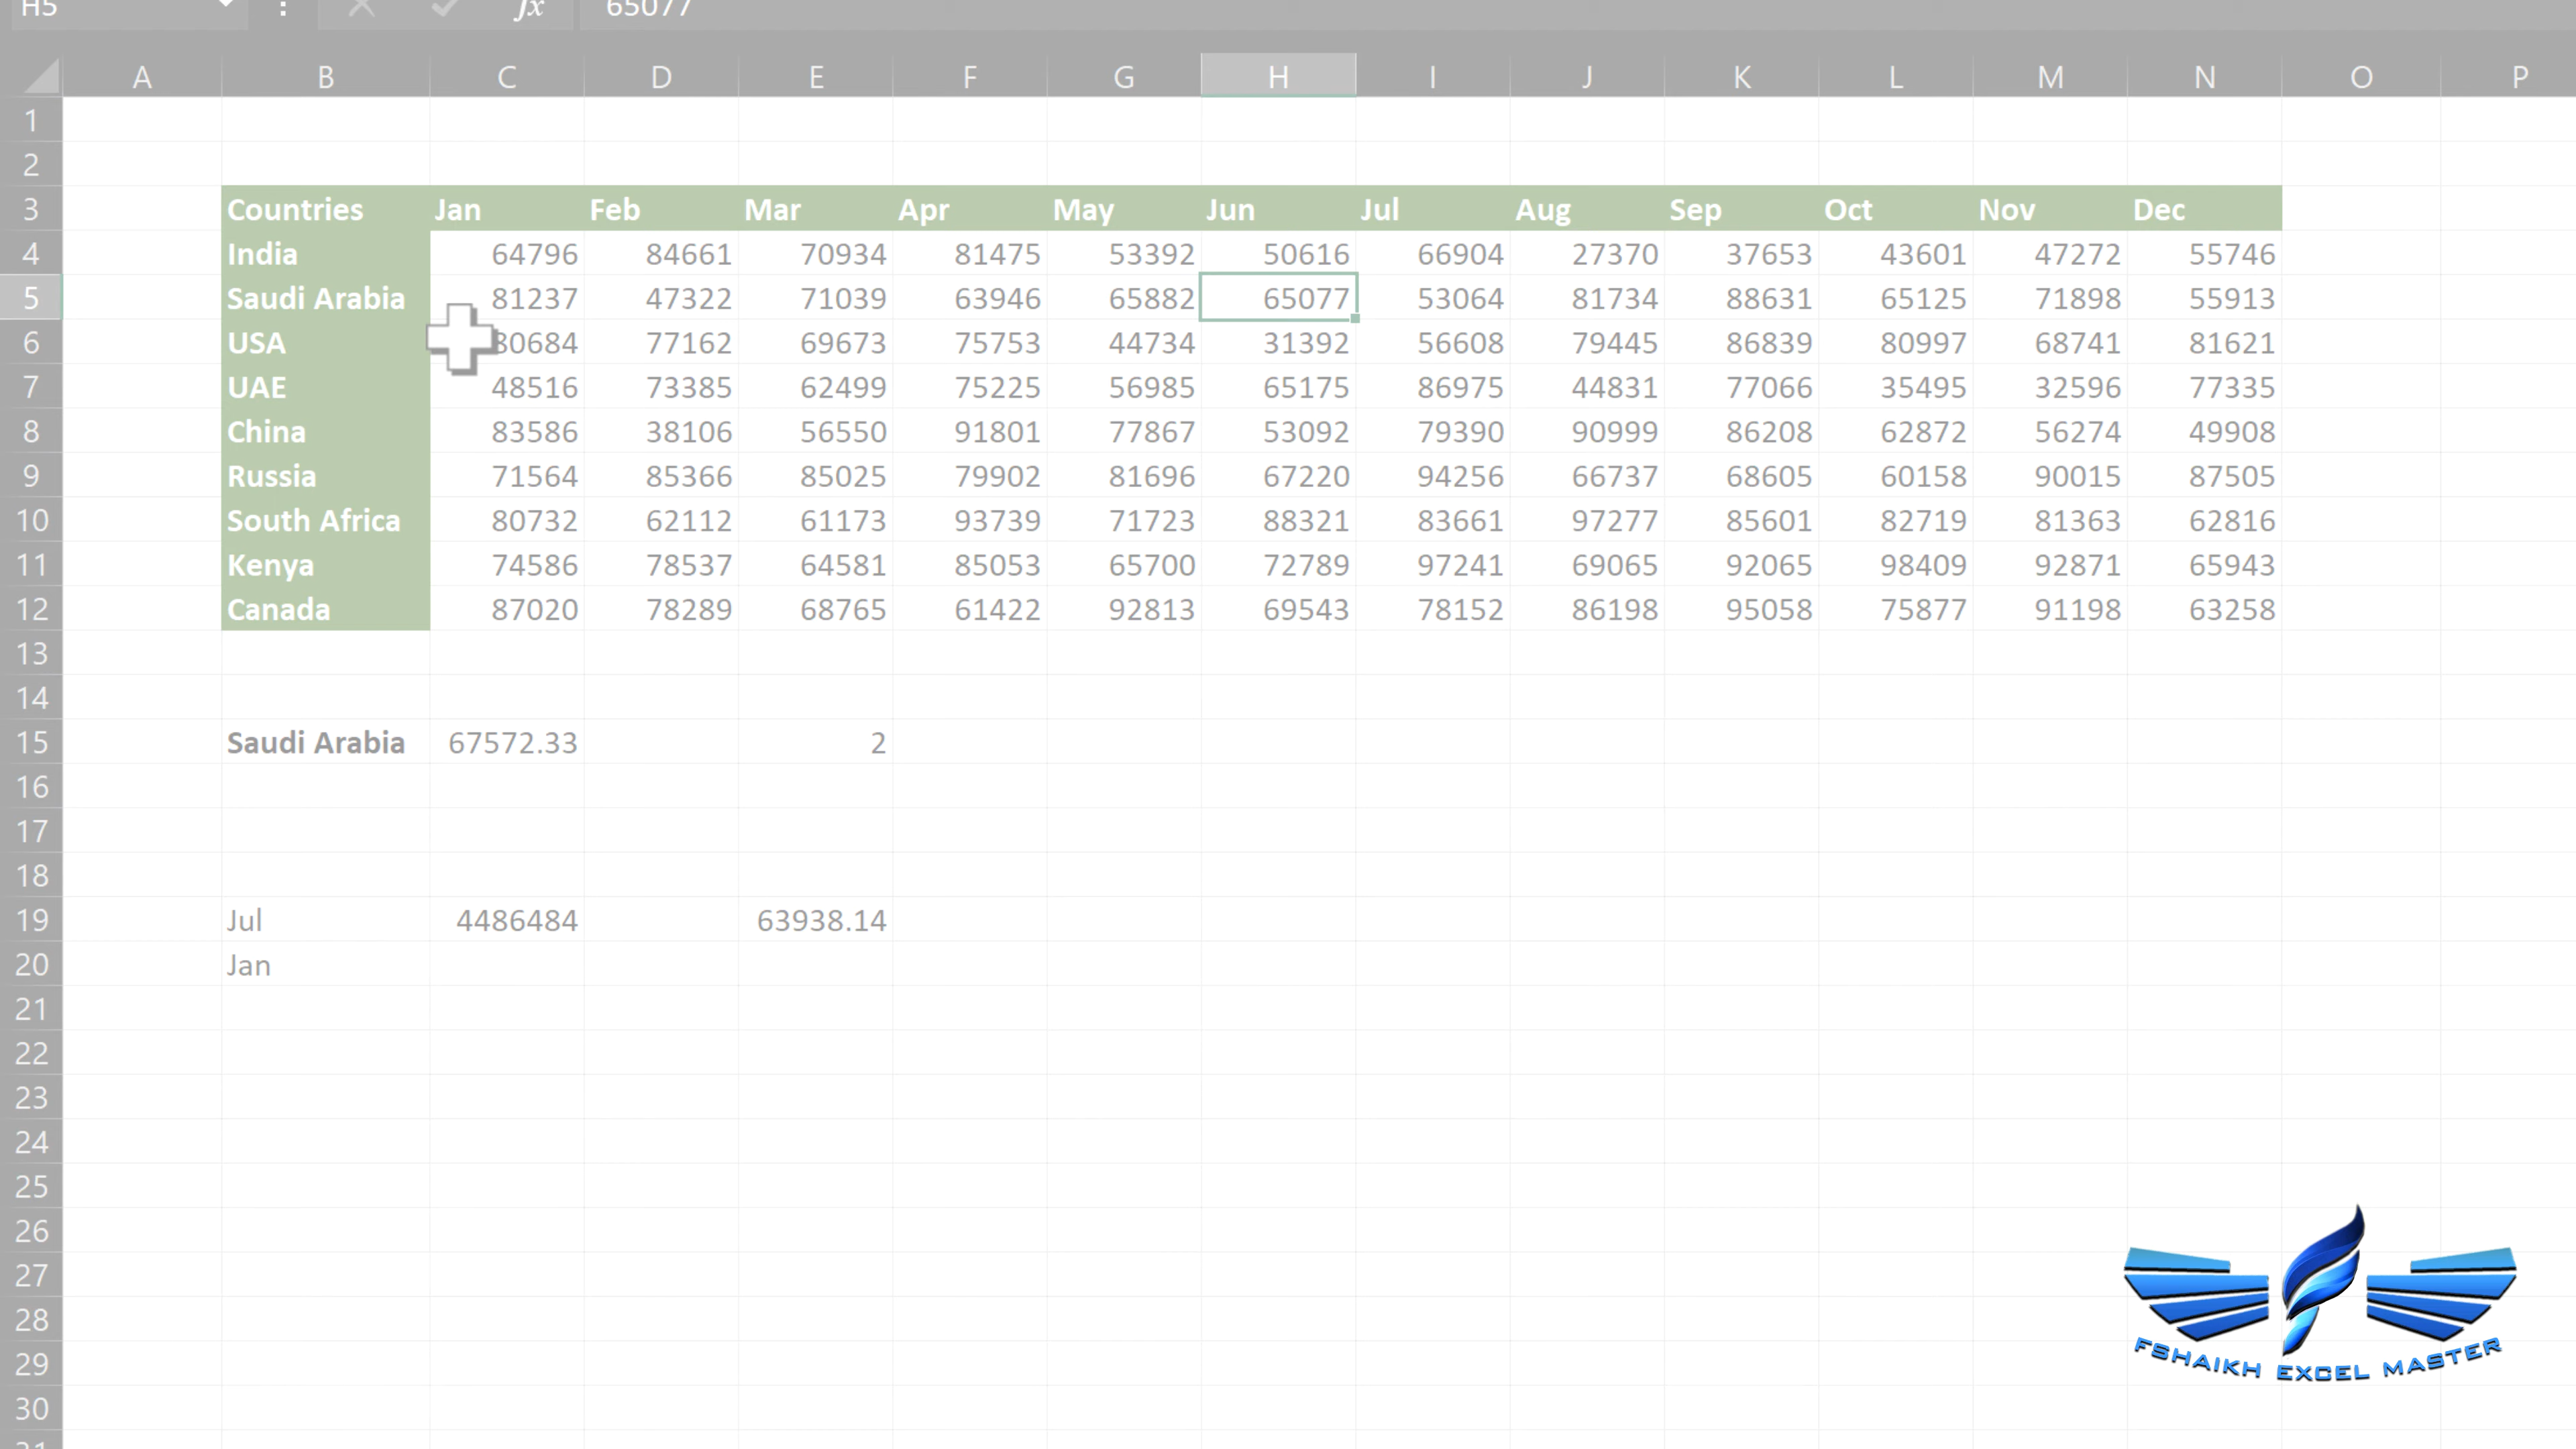 H5 fx 65077
A B C D E F G H I J K L M N O P
1
2
3 Countries Jan Feb Mar Apr May Jun Jul Aug Sep Oct Nov Dec
4 India 64796 84661 70934 81475 53392 50616 66904 27370 37653 43601 47272 55746
5 Saudi Arabia 81237 47322 71039 63946 65882 65077 53064 81734 88631 65125 71898 55913
6 USA 80684 77162 69673 75753 44734 31392 56608 79445 86839 80997 68741 81621
7 UAE 48516 73385 62499 75225 56985 65175 86975 44831 77066 35495 32596 77335
8 China 83586 38106 56550 91801 77867 53092 79390 90999 86208 62872 56274 49908
9 Russia 71564 85366 85025 79902 81696 67220 94256 66737 68605 60158 90015 87505
10 South Africa 80732 62112 61173 93739 71723 88321 83661 97277 85601 82719 81363 62816
11 Kenya 74586 78537 64581 85053 65700 72789 97241 69065 92065 98409 92871 65943
12 Canada 87020 78289 68765 61422 92813 69543 78152 86198 95058 75877 91198 63258
13
14
15 Saudi Arabia 67572.33 2
16
17
18
19 Jul 4486484 63938.14
20 Jan
21
22
23
24
25
26
27
28
29
30
31
FSHAIKH EXCEL MASTER